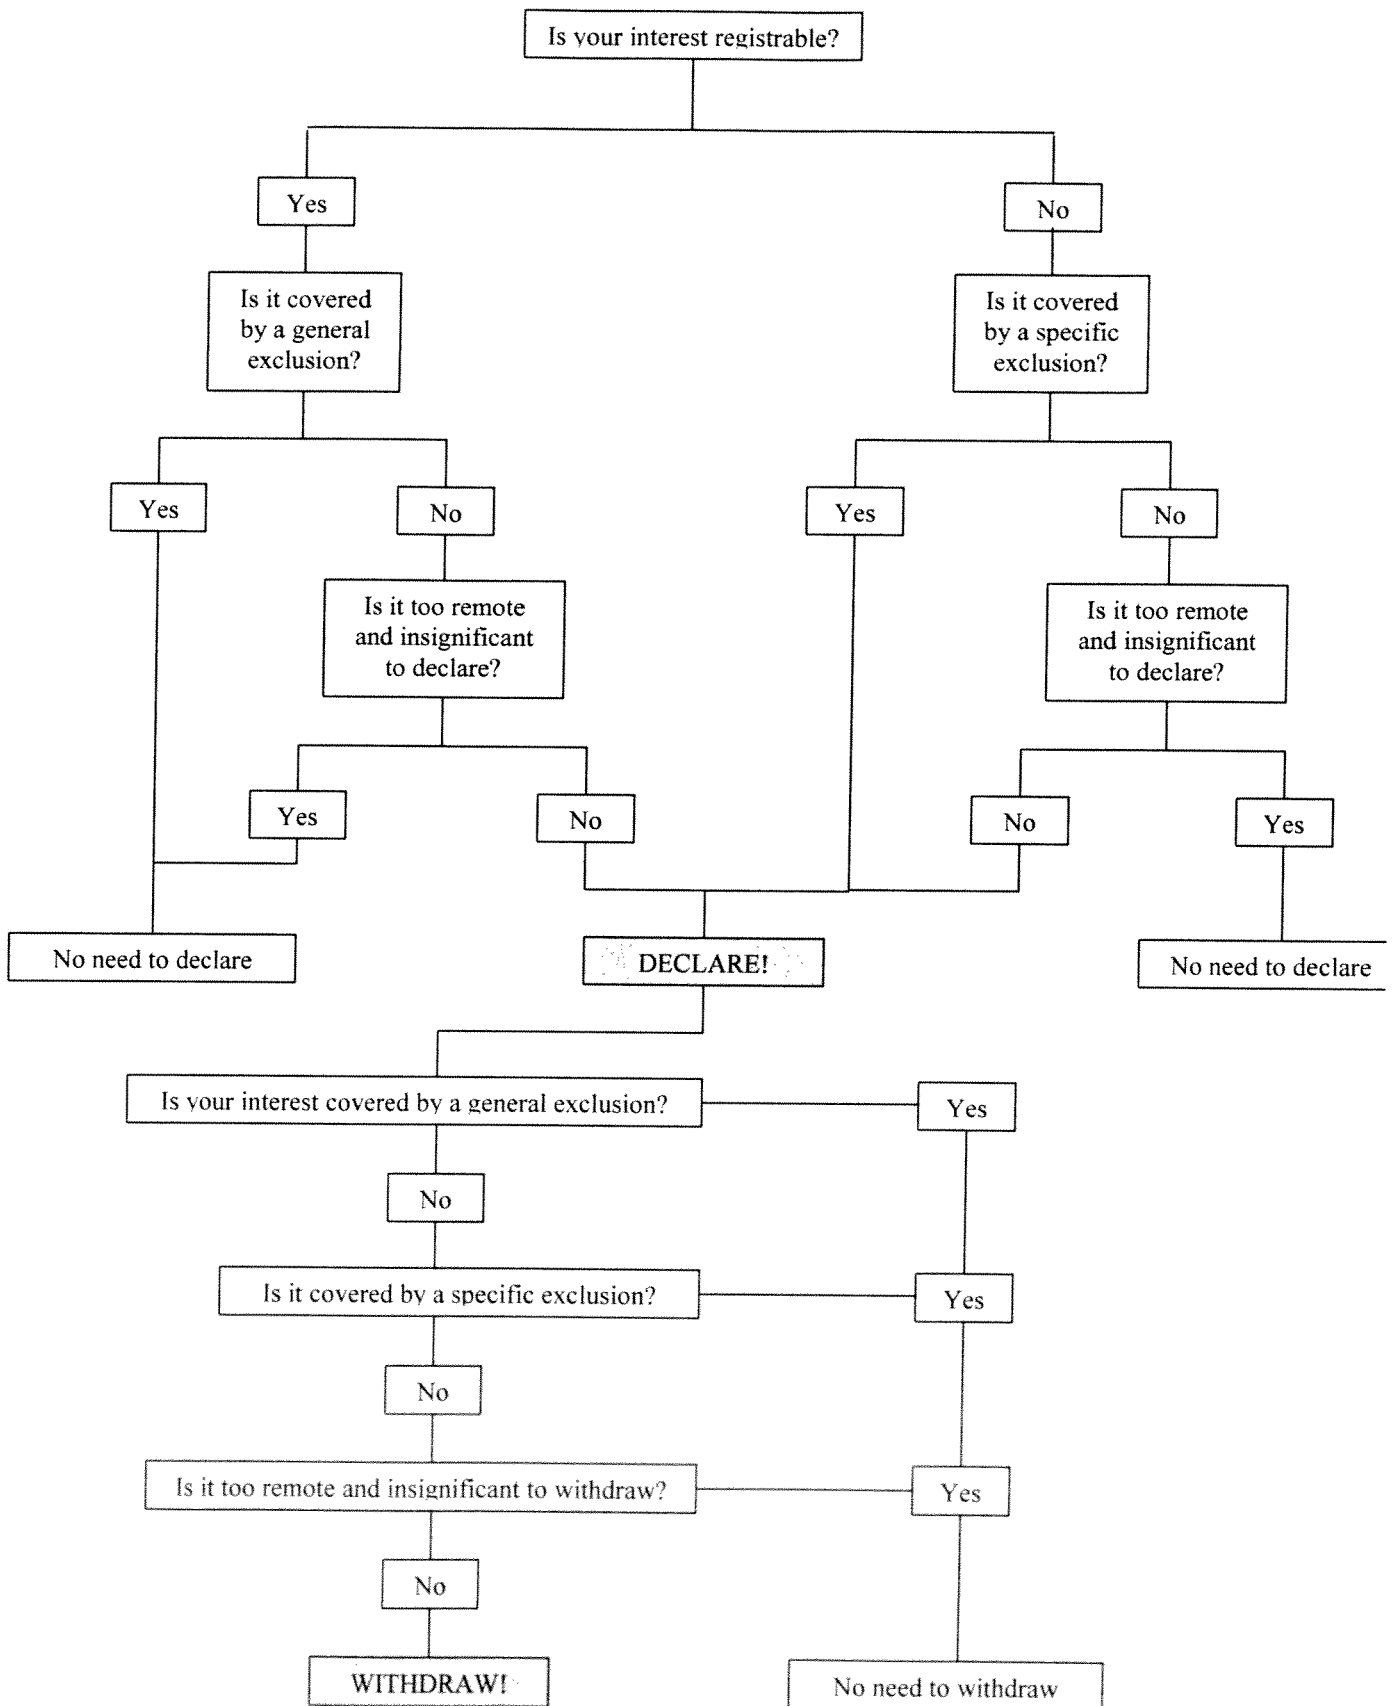 Is your interest registrable?
Yes
No
Is it covered
by a general
exclusion?
Is it covered
by a specific
exclusion?
Yes
No
Yes
No
Is it too remote
and insignificant
to declare?
Is it too remote
and insignificant
to declare?
Yes
No
No
Yes
No need to declare
DECLARE!
No need to declare
Is your interest covered by a general exclusion?
Yes
No
Is it covered by a specific exclusion?
Yes
No
Is it too remote and insignificant to withdraw?
Yes
No
WITHDRAW!
No need to withdraw